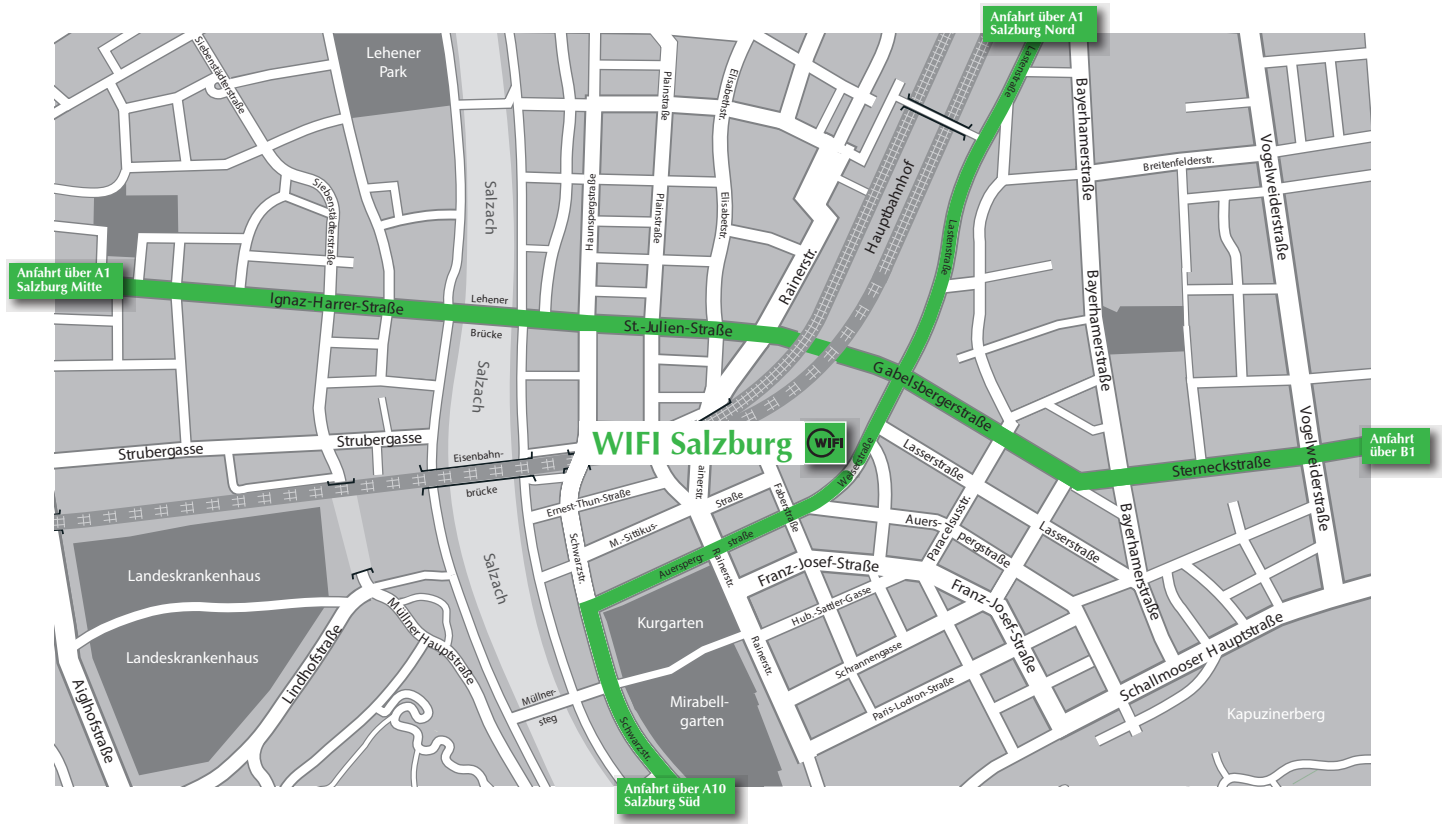 Anfahrt über A1
Salzburg Nord
Lehener
Park
Siebenstädterstraße
Plainstraße
Elisabethstr.
Lastenstraße
Bayerhamerstraße
Vogelweiderstraße
Breitenfelderstr.
Hauptbahnhof
Salzach
Siebenstädterstraße
Haunspergstraße
Plainstraße
Elisabetstr.
Lastenstraße
Rainerstr.
Anfahrt über A1
Salzburg Mitte
Ignaz-Harrer-Straße
Lehener
Brücke
St.-Julien-Straße
Bayerhamerstraße
Gabelsbergerstraße
Salzach
WIFI Salzburg
WIFI
Strubergasse
Strubergasse
Eisenbahn-
brücke
Lasserstraße
Weiserstraße
Sterneckstraße
Anfahrt
über B1
Vogelweiderstraße
Ernest-Thun-Straße
Rainerstr.
Straße
M.-Sittikus-
Faberstraße
Auers-
pergstraße
Paracelsusstr.
Lasserstraße
Bayerhamerstraße
Schwarzstr.
Auersperg-
straße
Rainerstr.
Franz-Josef-Straße
Franz-Josef-Straße
Landeskrankenhaus
Salzach
Kurgarten
Hub.-Sattler-Gasse
Müllner Hauptstraße
Lindhofstraße
Landeskrankenhaus
Rainerstr.
Schrannengasse
Schallmooser Hauptstraße
Aiglhofstraße
Müllner-
steg
Mirabell-
garten
Paris-Lodron-Straße
Kapuzinerberg
Schwarzstr.
Anfahrt über A10
Salzburg Süd